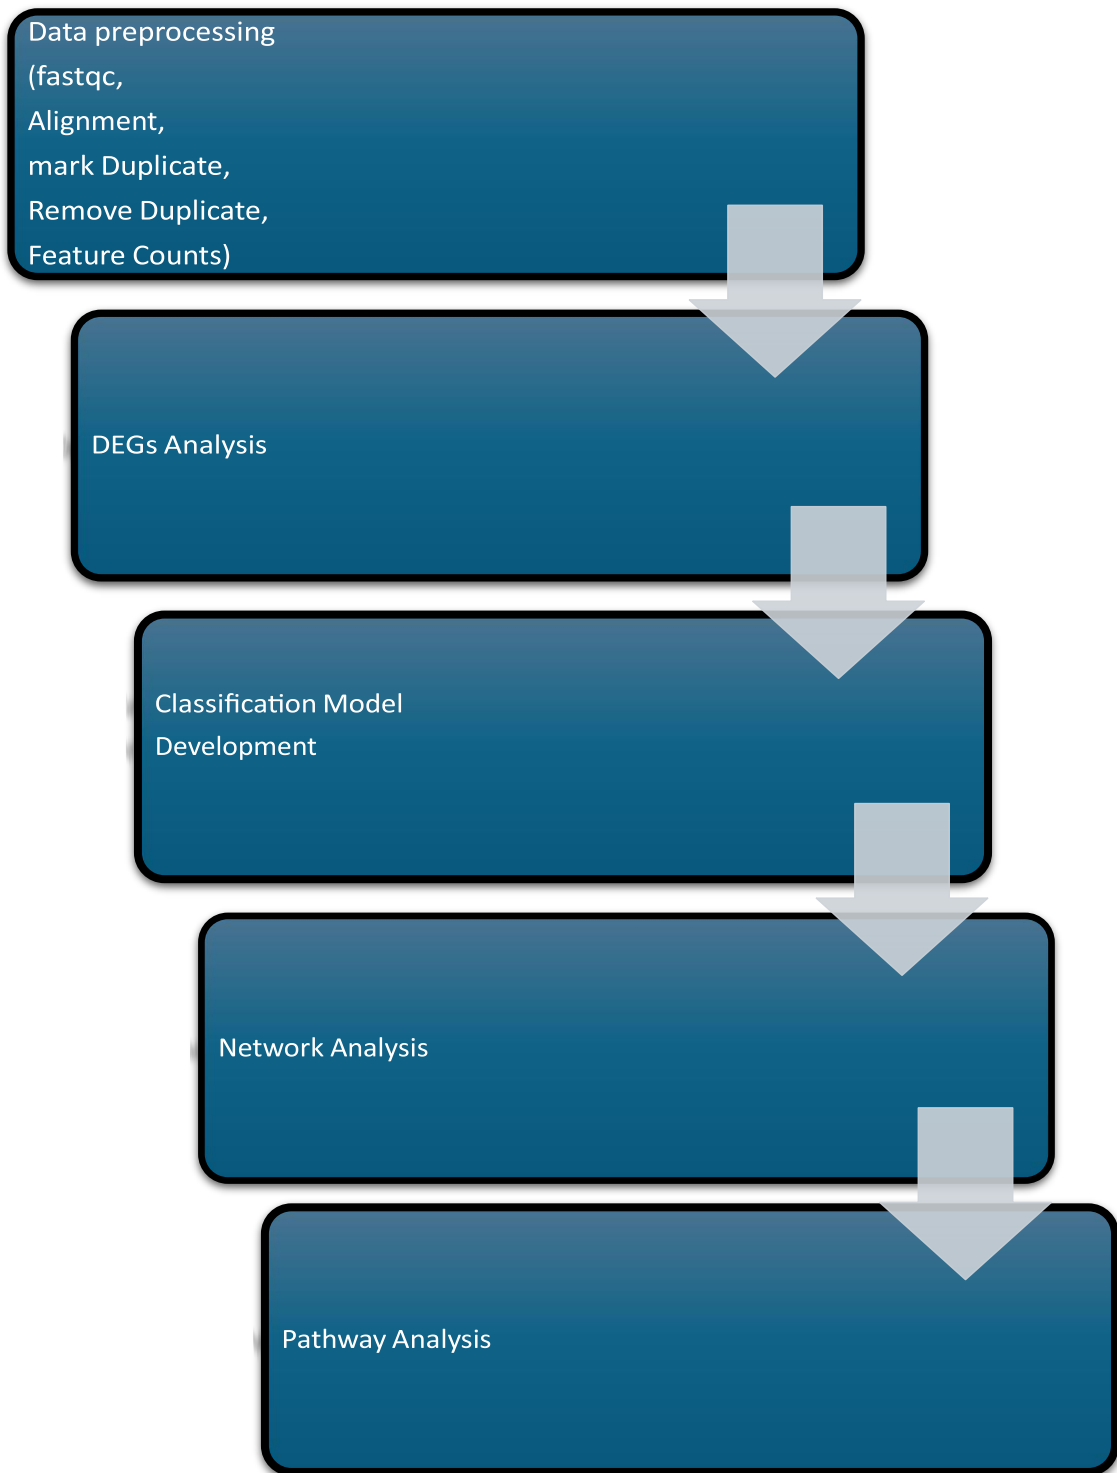 Data preprocessing
(fastqc,
Alignment,
mark Duplicate,
Remove Duplicate,
Feature Counts)
DEGs Analysis
Classification Model
Development
Network Analysis
Pathway Analysis